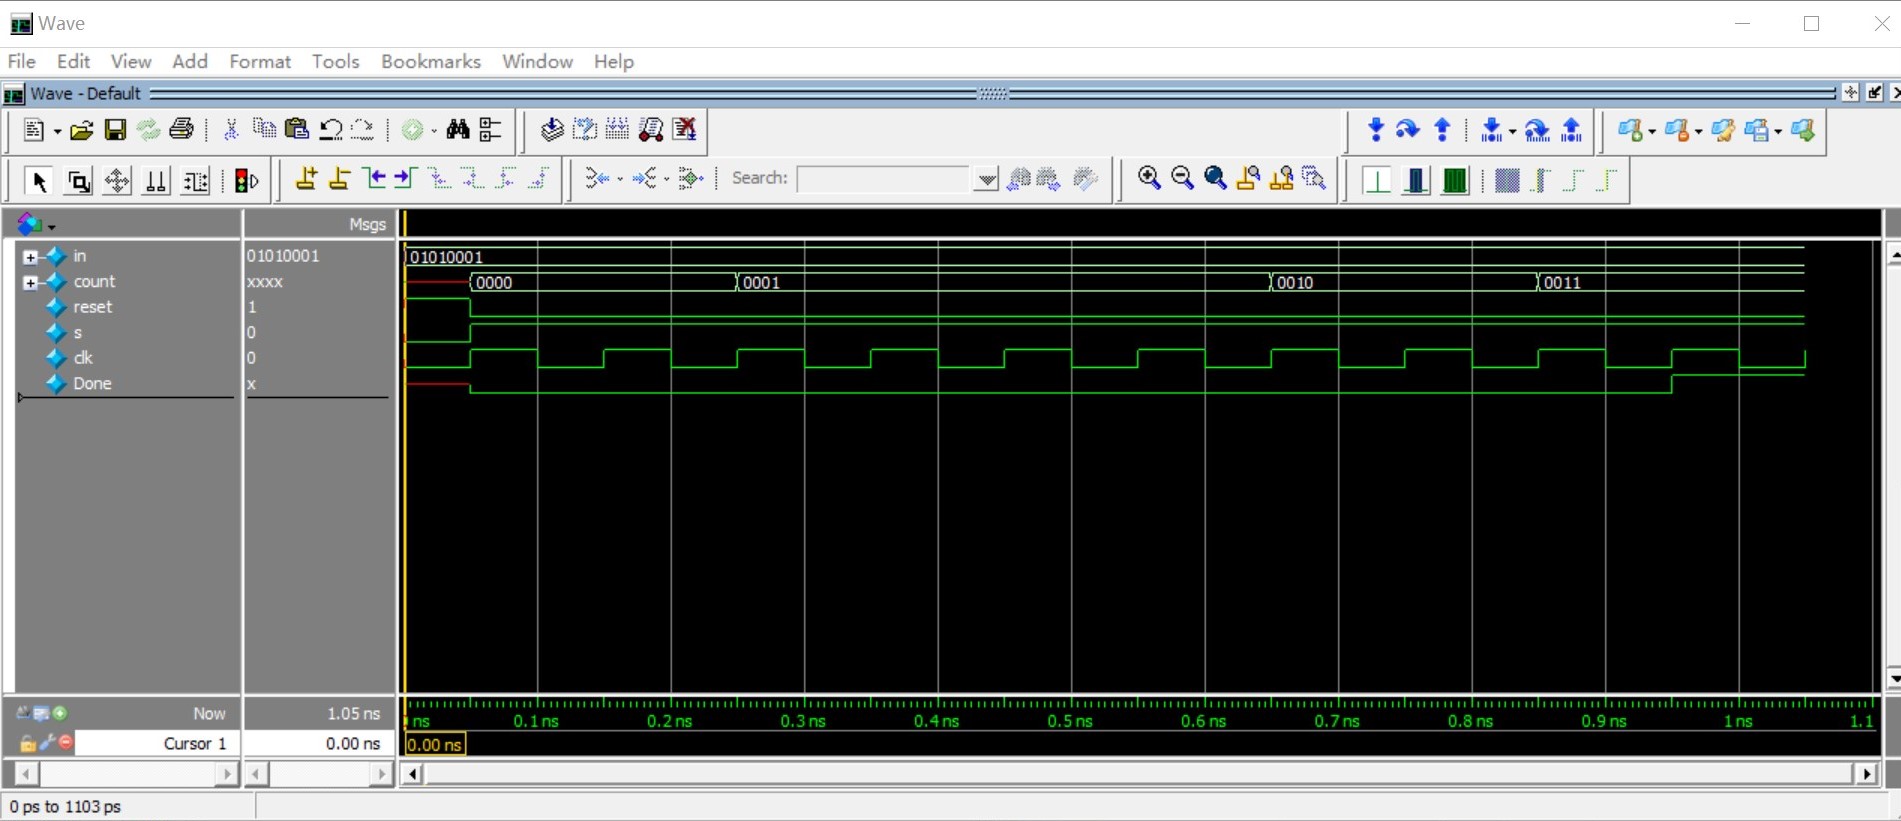 Wave
File Edit View Add Format Tools Bookmarks Window Help
Wave - Default
Search:
Msgs
in 01010001 01010001
count xxxx 0000 0001 0010 0011
reset 1
s 0
clk 0
Done x
Now 1.05 ns ns 0.1 ns 0.2 ns 0.3 ns 0.4 ns 0.5 ns 0.6 ns 0.7 ns 0.8 ns 0.9 ns 1 ns 1.1
Cursor 1 0.00 ns 0.00 ns
0 ps to 1103 ps